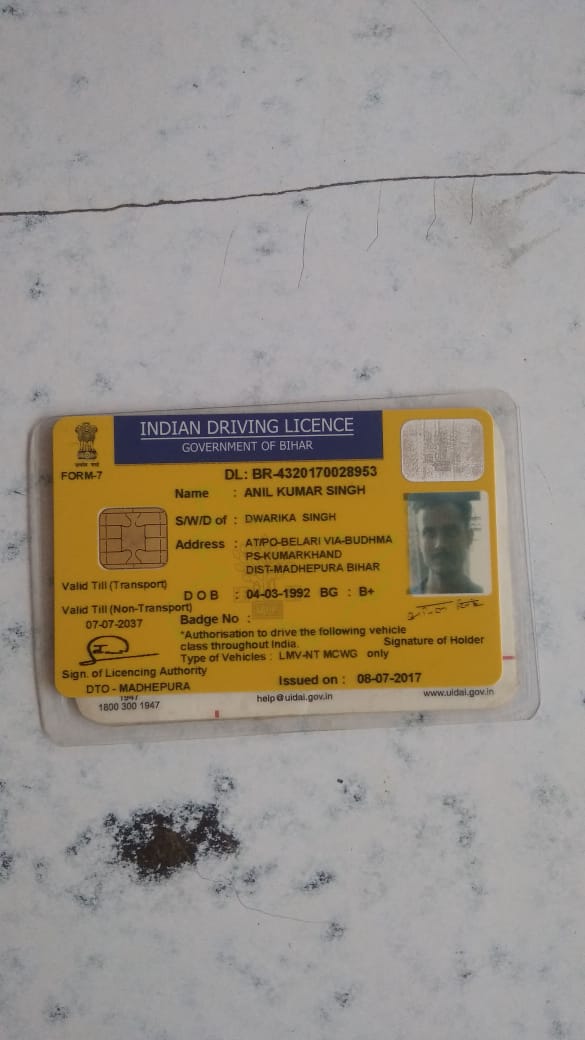 INDIAN DRIVING LICENCE
GOVERNMENT OF BIHAR
FORM-7
DL: BR-4320170028953
Name : ANIL KUMAR SINGH
S/W/D of : DWARIKA SINGH
Address : AT/PO-BELARI VIA-BUDHMA
PS-KUMARKHAND
DIST-MADHEPURA BIHAR
Valid Till (Transport)
D O B : 04-03-1992 BG : B+
Valid Till (Non-Transport)
07-07-2037
Badge No :
*Authorisation to drive the following vehicle
class throughout India.
Signature of Holder
Type of Vehicles : LMV-NT MCWG only
Sign. of Licencing Authority
Issued on : 08-07-2017
DTO - MADHEPURA
1947
1800 300 1947
help@uidai.gov.in
www.uidai.gov.in